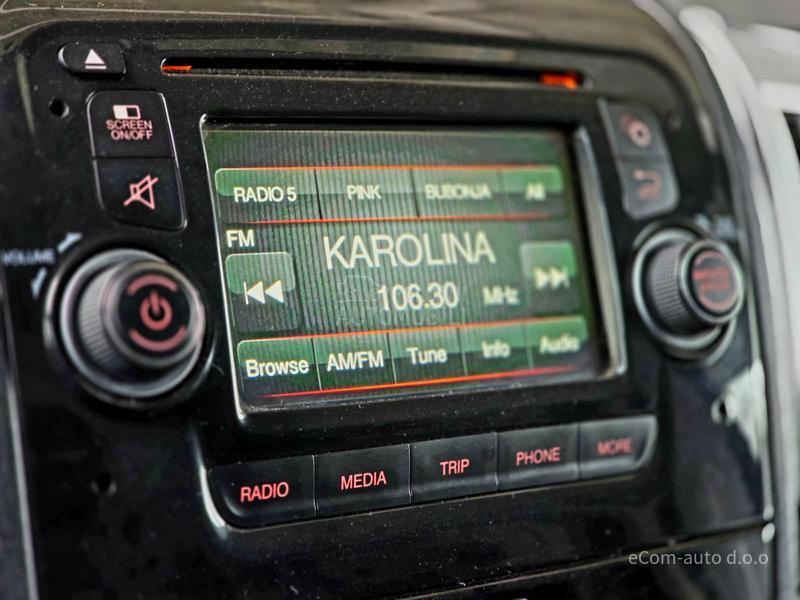 SCREEN
ON/OFF
VOLUME
RADIO 5 PINK BUBONJA All
FM
KAROLINA
106.30 MHz
Browse AM/FM Tune Info Audio
RADIO MEDIA TRIP PHONE MORE
eCom-auto d.o.o